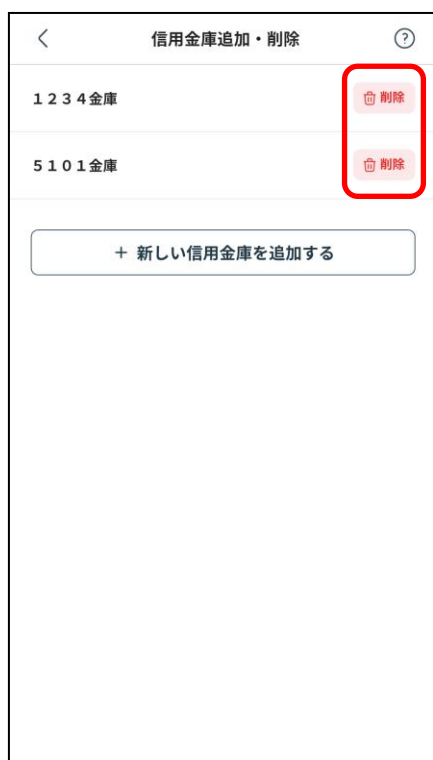 信用金庫追加・削除
?
1234金庫
削除
5101金庫
削除
+ 新しい信用金庫を追加する